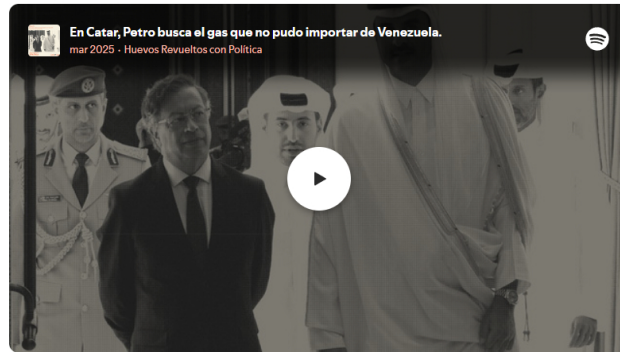 En Catar, Petro busca el gas que no pudo importar de Venezuela.
mar 2025 · Huevos Revueltos con Política